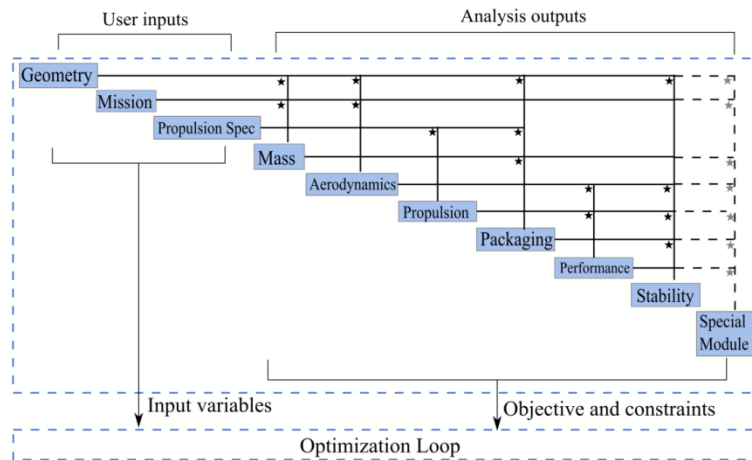 User inputs
Analysis outputs
Geometry
Mission
Propulsion Spec
Mass
Aerodynamics
Propulsion
Packaging
Performance
Stability
Special
Module
Input variables
Objective and constraints
Optimization Loop